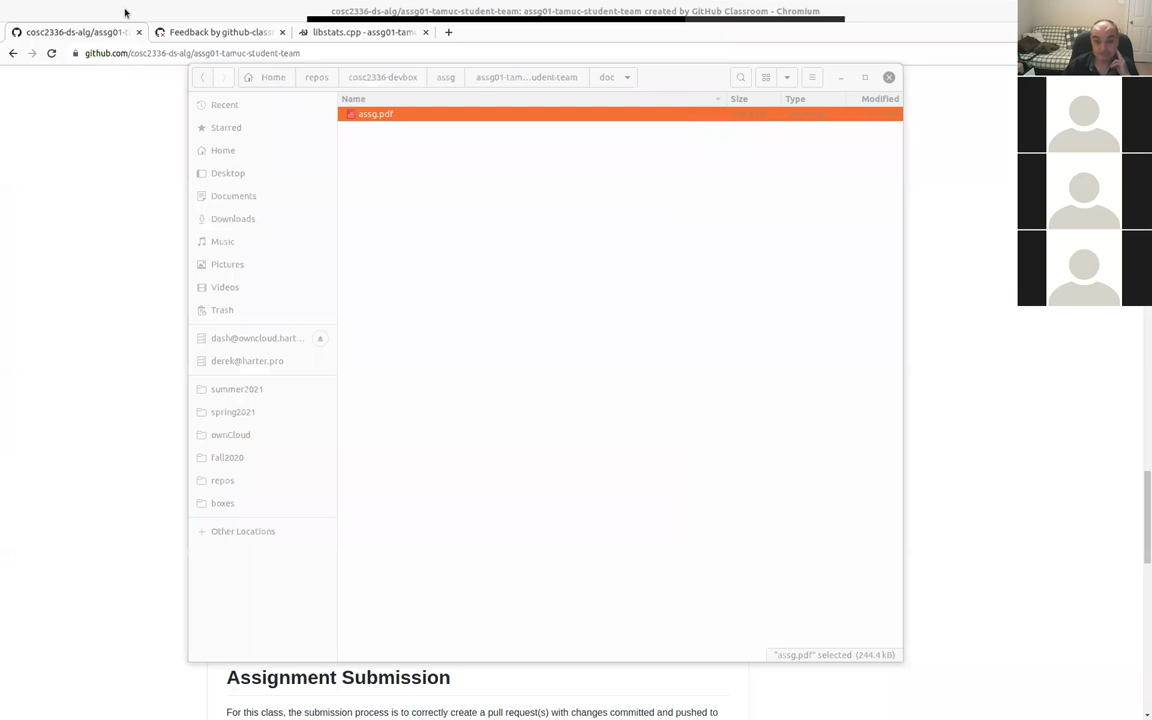 cosc2336-ds-alg/assg01-tamuc-student-team: assg01-tamuc-student-team created by GitHub Classroom - Chromium
cosc2336-ds-alg/assg01-t
Feedback by github-clas
libstats.cpp - assg01-tamu
github.com/cosc2336-ds-alg/assg01-tamuc-student-team
Home
repos
cosc2336-devbox
assg
assg01-tam…udent-team
doc
Name
Size
Type
Modified
assg.pdf
Recent
Starred
Home
Desktop
Documents
Downloads
Music
Pictures
Videos
Trash
dash@owncloud.hart…
derek@harter.pro
summer2021
spring2021
ownCloud
fall2020
repos
boxes
Other Locations
"assg.pdf" selected (244.4 kB)
Assignment Submission
For this class, the submission process is to correctly create a pull request(s) with changes committed and pushed to